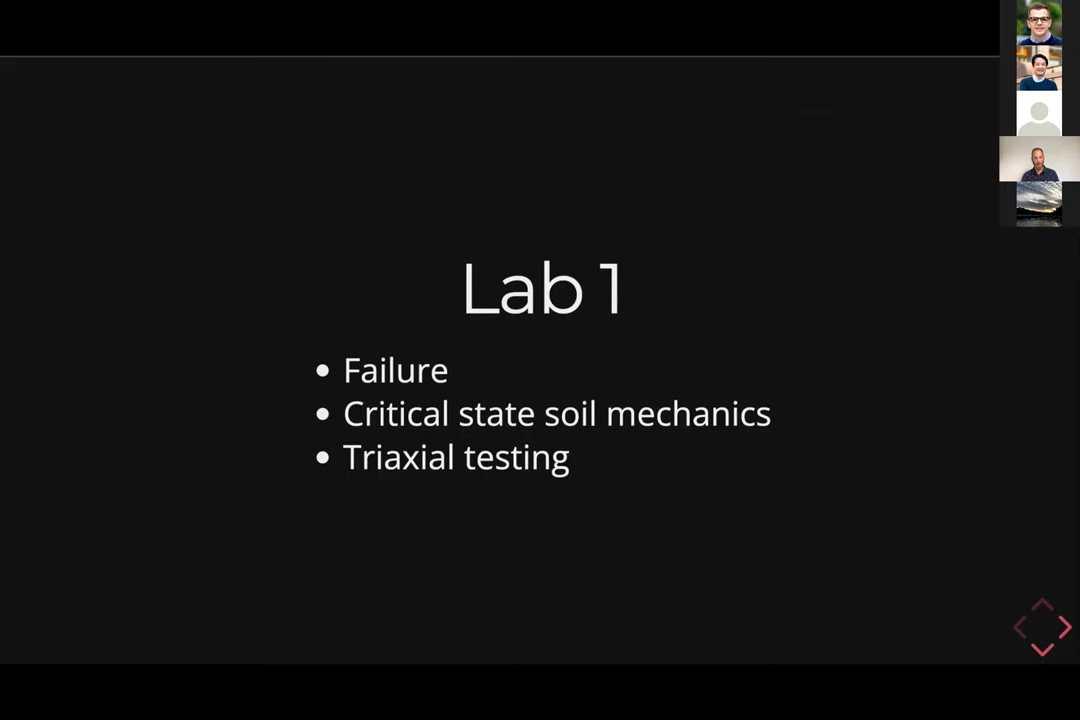 Lab 1
• Failure
• Critical state soil mechanics
• Triaxial testing